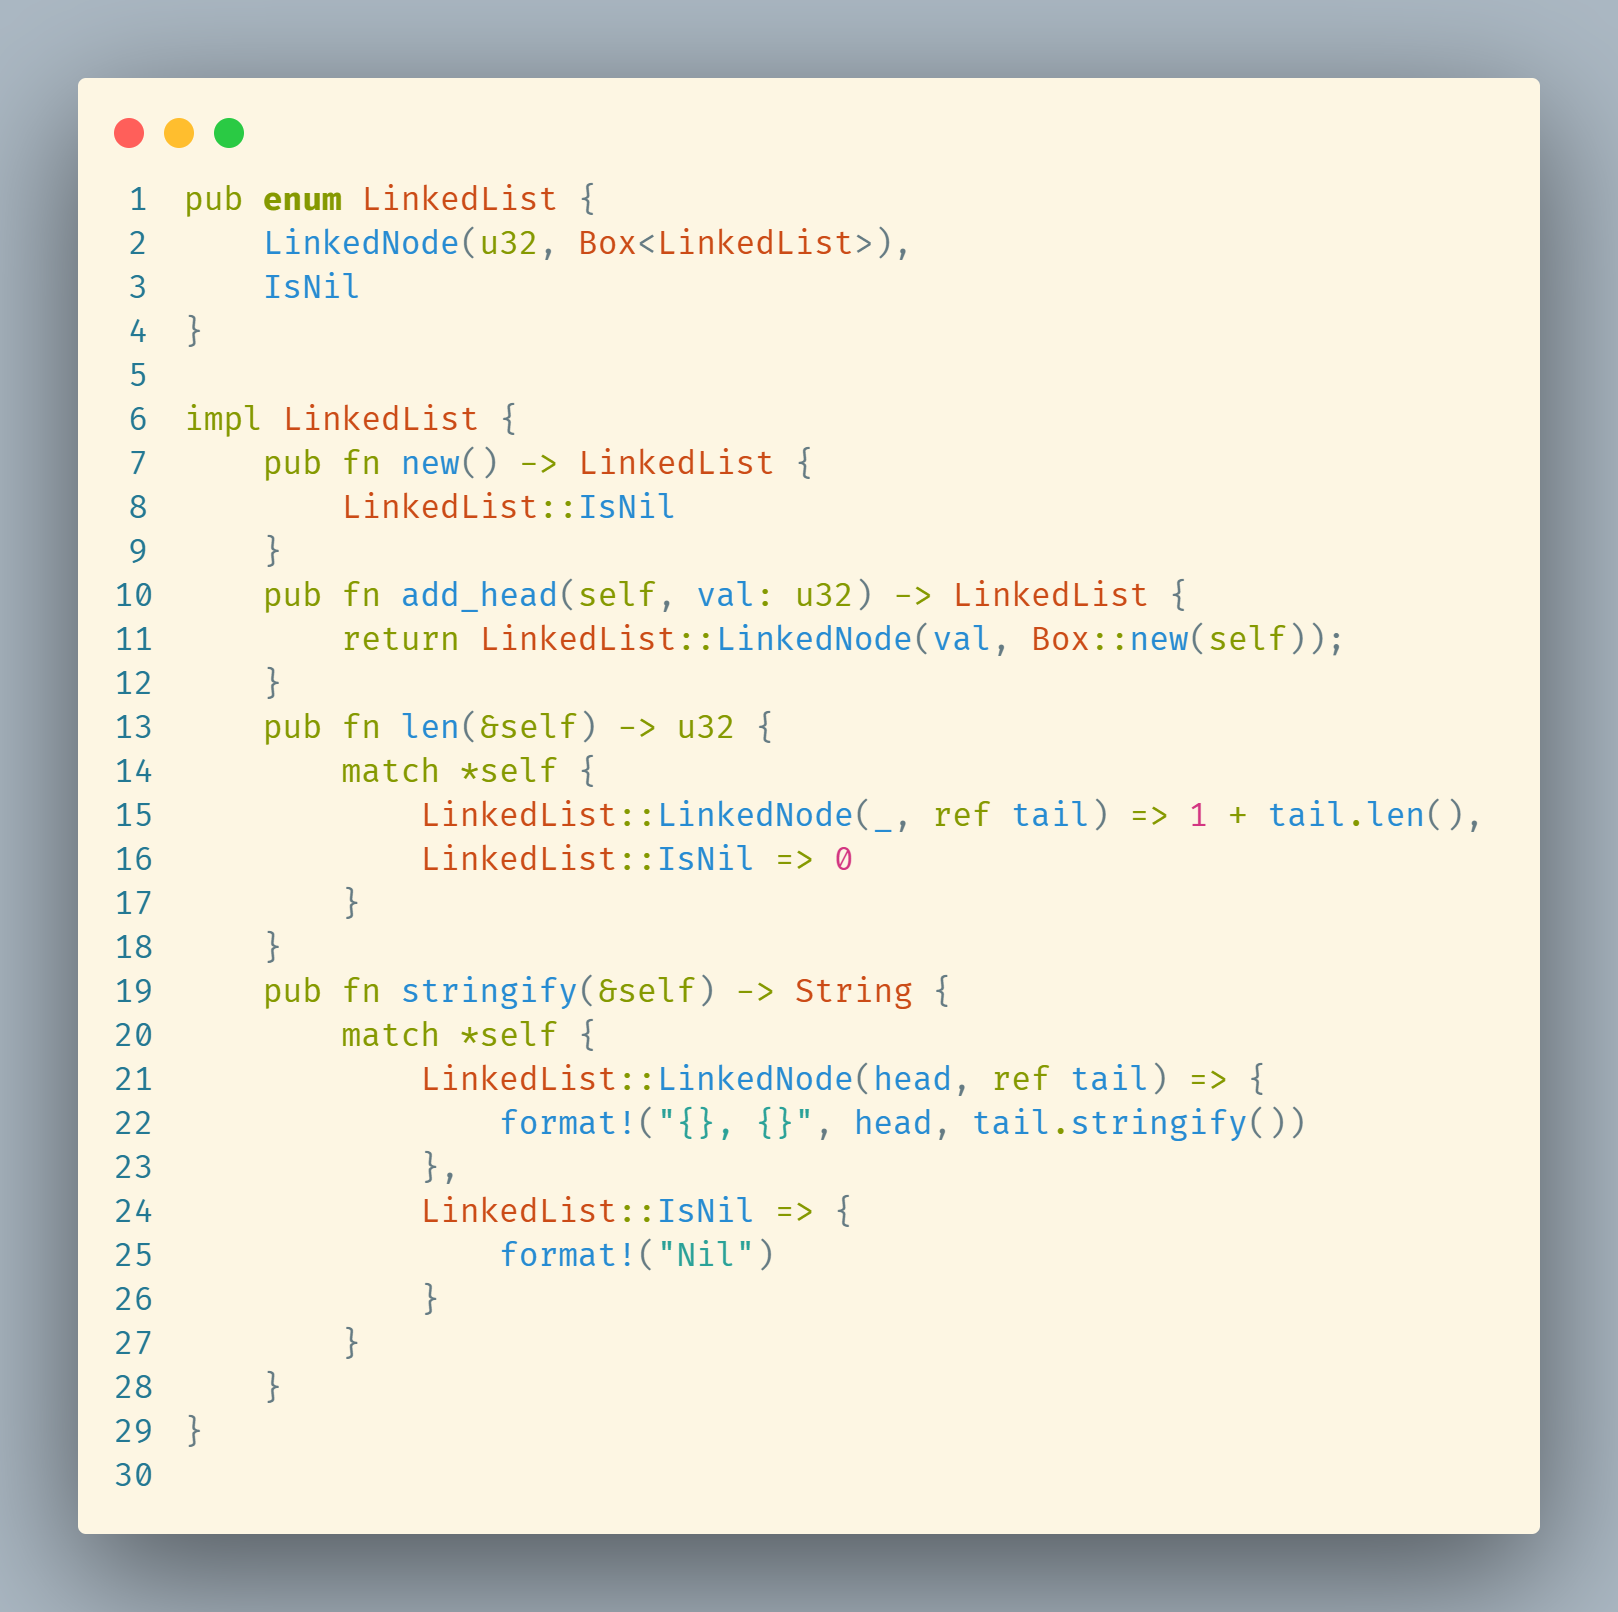 1 pub enum LinkedList {
2     LinkedNode(u32, Box<LinkedList>),
3     IsNil
4 }
5
6 impl LinkedList {
7     pub fn new() -> LinkedList {
8         LinkedList::IsNil
9     }
10     pub fn add_head(self, val: u32) -> LinkedList {
11         return LinkedList::LinkedNode(val, Box::new(self));
12     }
13     pub fn len(&self) -> u32 {
14         match *self {
15             LinkedList::LinkedNode(_, ref tail) => 1 + tail.len(),
16             LinkedList::IsNil => 0
17         }
18     }
19     pub fn stringify(&self) -> String {
20         match *self {
21             LinkedList::LinkedNode(head, ref tail) => {
22                 format!("{}, {}", head, tail.stringify())
23             },
24             LinkedList::IsNil => {
25                 format!("Nil")
26             }
27         }
28     }
29 }
30